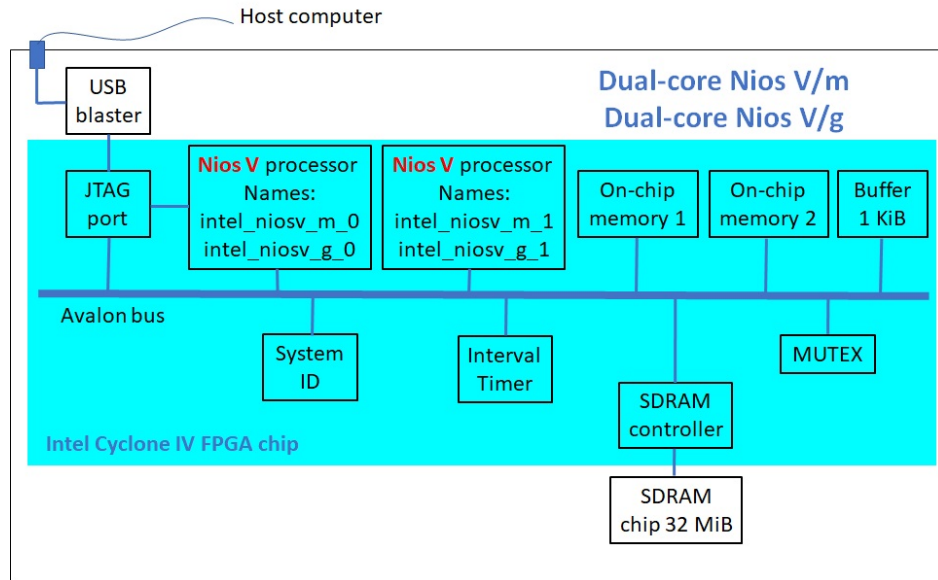 Host computer
USB
blaster
Dual-core Nios V/m
Dual-core Nios V/g
JTAG
port
Nios V processor
Names:
intel_niosv_m_0
intel_niosv_g_0
Nios V processor
Names:
intel_niosv_m_1
intel_niosv_g_1
On-chip
memory 1
On-chip
memory 2
Buffer
1 KiB
Avalon bus
System
ID
Interval
Timer
MUTEX
SDRAM
controller
Intel Cyclone IV FPGA chip
SDRAM
chip 32 MiB